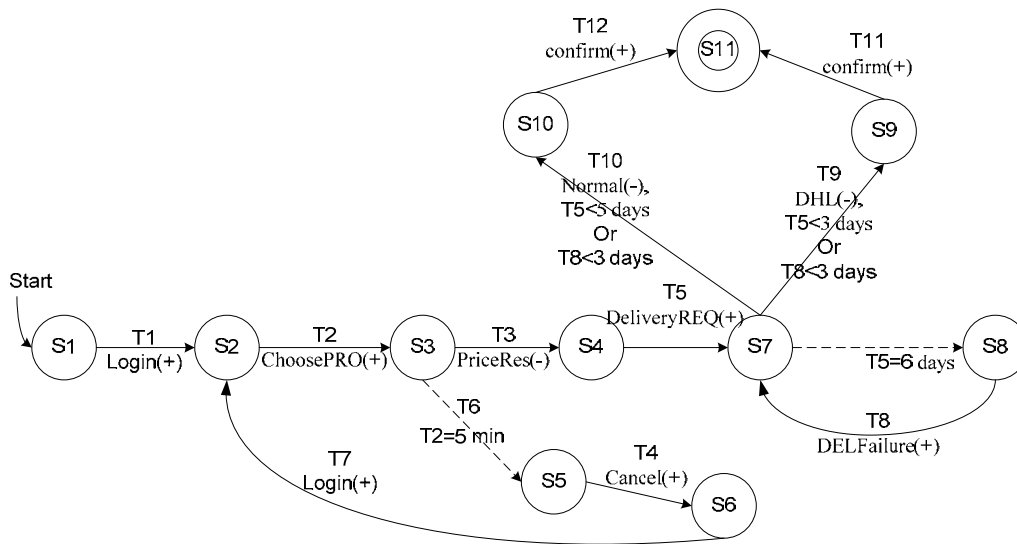 T12
confirm(+)
S11
T11
confirm(+)
S10
S9
T10
Normal(-),
T5<5 days
Or
T8<3 days
T9
DHL(-),
T5<3 days
Or
T8<3 days
Start
S1
T1
Login(+)
S2
T2
ChoosePRO(+)
S3
T3
PriceRes(-)
S4
T5
DeliveryREQ(+)
S7
T5=6 days
S8
T6
T2=5 min
T8
DELFailure(+)
T7
Login(+)
S5
T4
Cancel(+)
S6